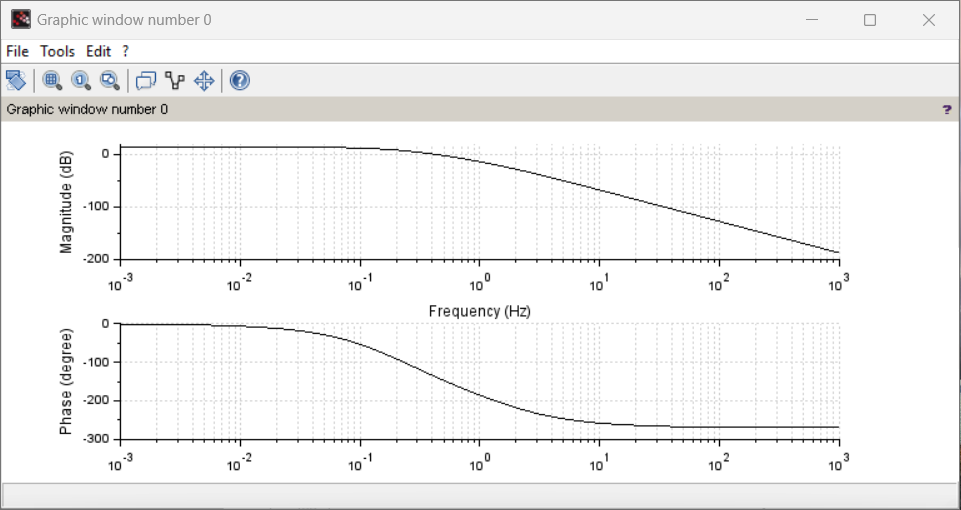 Graphic window number 0
File Tools Edit ?
Graphic window number 0 ?
Magnitude (dB)
0
-100
-200
10^-3 10^-2 10^-1 10^0 10^1 10^2 10^3
Frequency (Hz)
Phase (degree)
0
-100
-200
-300
10^-3 10^-2 10^-1 10^0 10^1 10^2 10^3